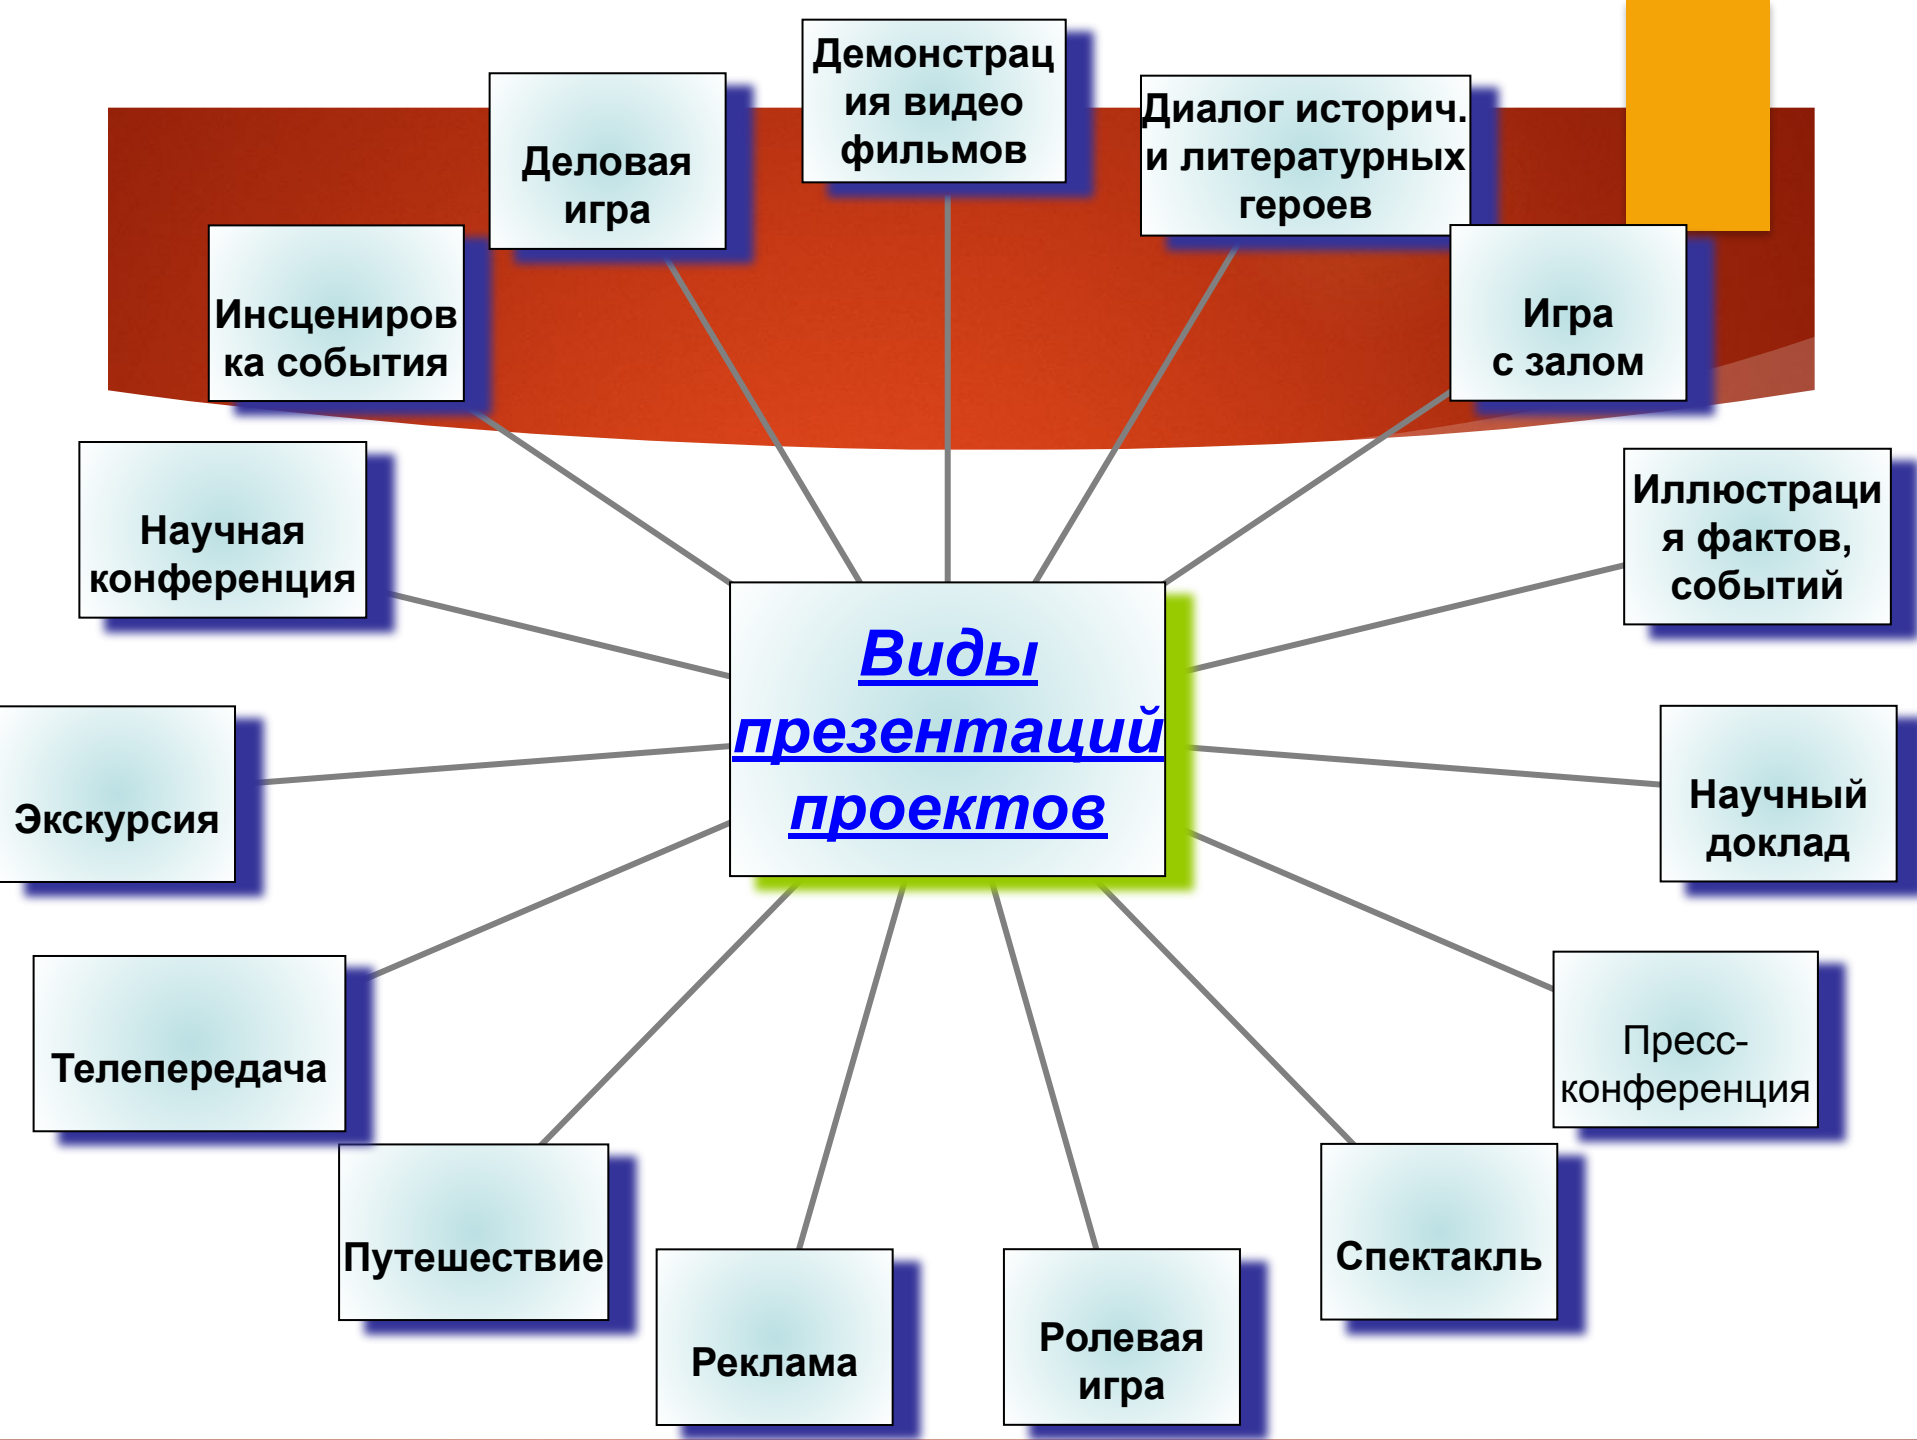 Демонстрац
ия видео
фильмов
Деловая
игра
Диалог историч.
и литературных
героев
Инсцениров
ка события
Игра
с залом
Научная
конференция
Иллюстраци
я фактов,
событий
Виды
презентаций
проектов
Экскурсия
Научный
доклад
Телепередача
Пресс-
конференция
Путешествие
Спектакль
Реклама
Ролевая
игра